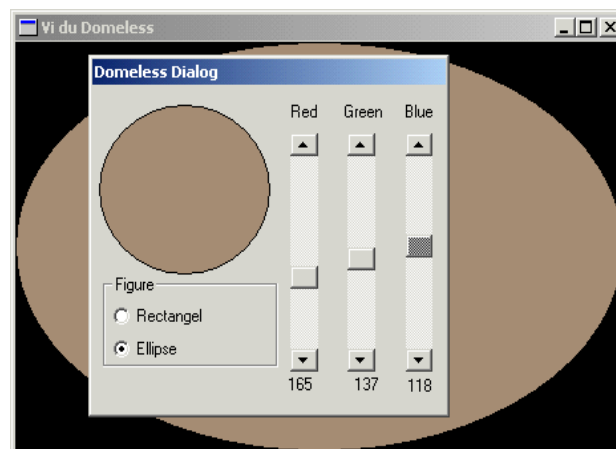 Vi du Domeless
Domeless Dialog
Red Green Blue
Figure
Rectangel
Ellipse
165 137 118